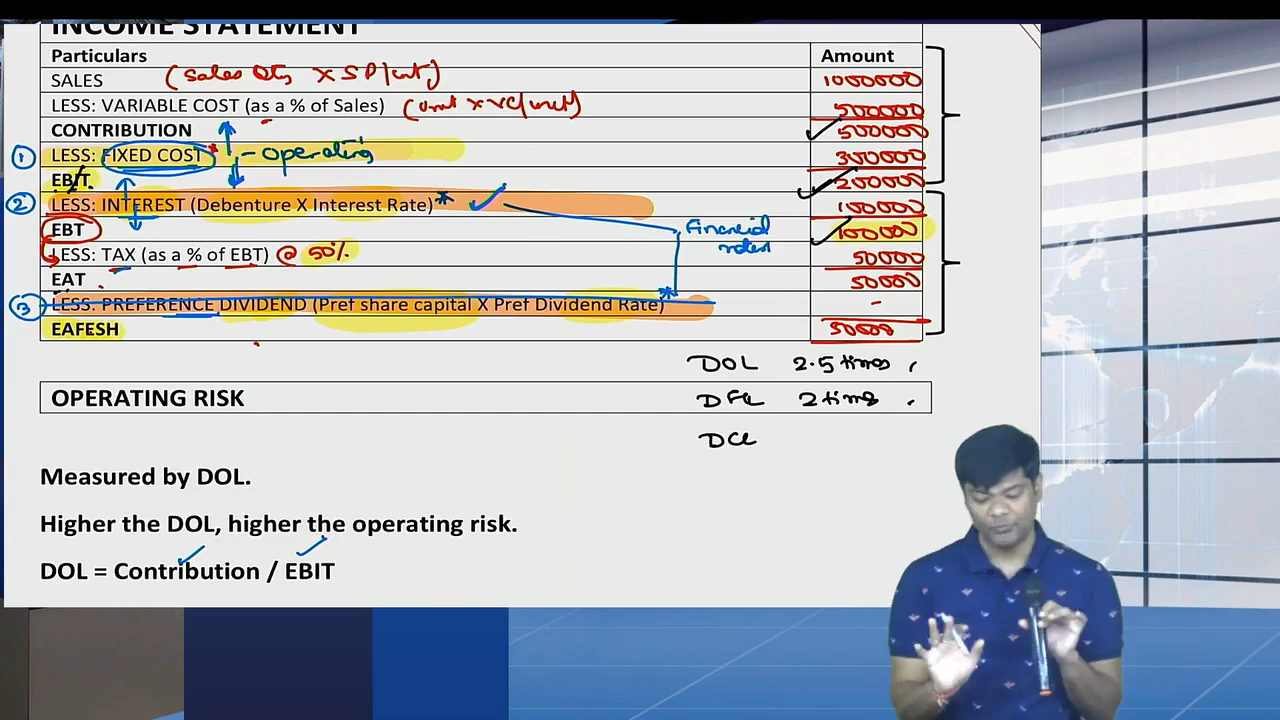 INCOME STATEMENT
Particulars Amount
SALES (Sales Qty X SP/unit) 1000000
LESS: VARIABLE COST (as a % of Sales) (unit x VC/unit) 500000
CONTRIBUTION 500000
① LESS: FIXED COST * - operating 300000
EBIT. 200000
② LESS: INTEREST (Debenture X Interest Rate)* 100000
EBT 100000 Financial
LESS: TAX (as a % of EBT) @ 50% 50000
EAT 50000
③ LESS: PREFERENCE DIVIDEND (Pref share capital X Pref Dividend Rate)* -
EAFESH 50000
DOL 2.5 times
OPERATING RISK DFL 2 times
DCL
Measured by DOL.
Higher the DOL, higher the operating risk.
DOL = Contribution / EBIT